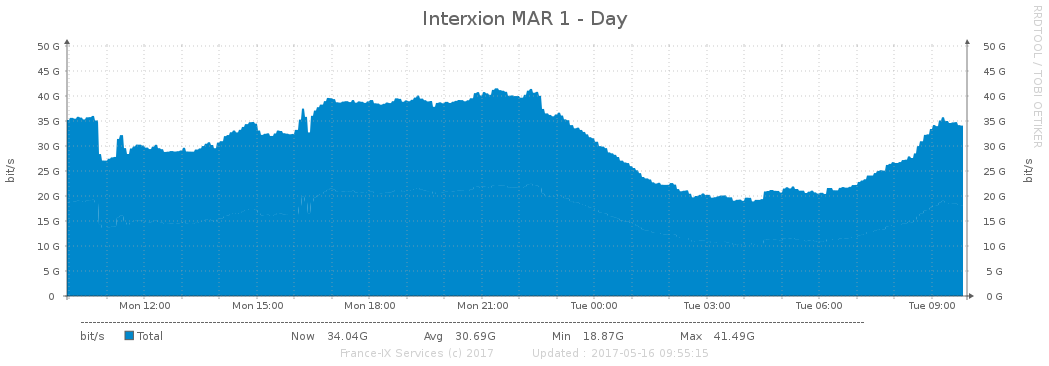 Interxion MAR 1 - Day
RRDTOOL / TOBI OETIKER
50 G 50 G
45 G 45 G
40 G 40 G
35 G 35 G
30 G 30 G
25 G 25 G
20 G 20 G
15 G 15 G
10 G 10 G
5 G 5 G
0 0 G
bit/s bit/s
Mon 12:00 Mon 15:00 Mon 18:00 Mon 21:00 Tue 00:00 Tue 03:00 Tue 06:00 Tue 09:00
bit/s Total Now 34.04G Avg 30.69G Min 18.87G Max 41.49G
France-IX Services (c) 2017 Updated : 2017-05-16 09:55:15